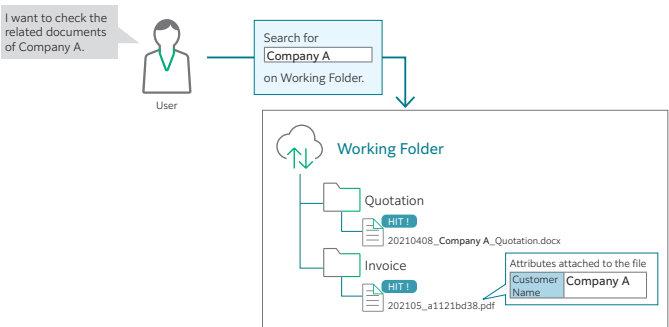 I want to check the
related documents
of Company A.
User
Search for
Company A
on Working Folder.
Working Folder
Quotation
HIT !
20210408_Company A_Quotation.docx
Invoice
HIT !
202105_a1121bd38.pdf
Attributes attached to the file
Customer
Name
Company A